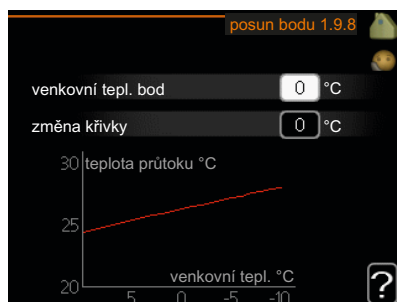 posun bodu 1.9.8
venkovní tepl. bod 0 °C
změna křivky 0 °C
30 teplota průtoku °C
25
venkovní tepl. °C
20
5 0 -5 -10
?